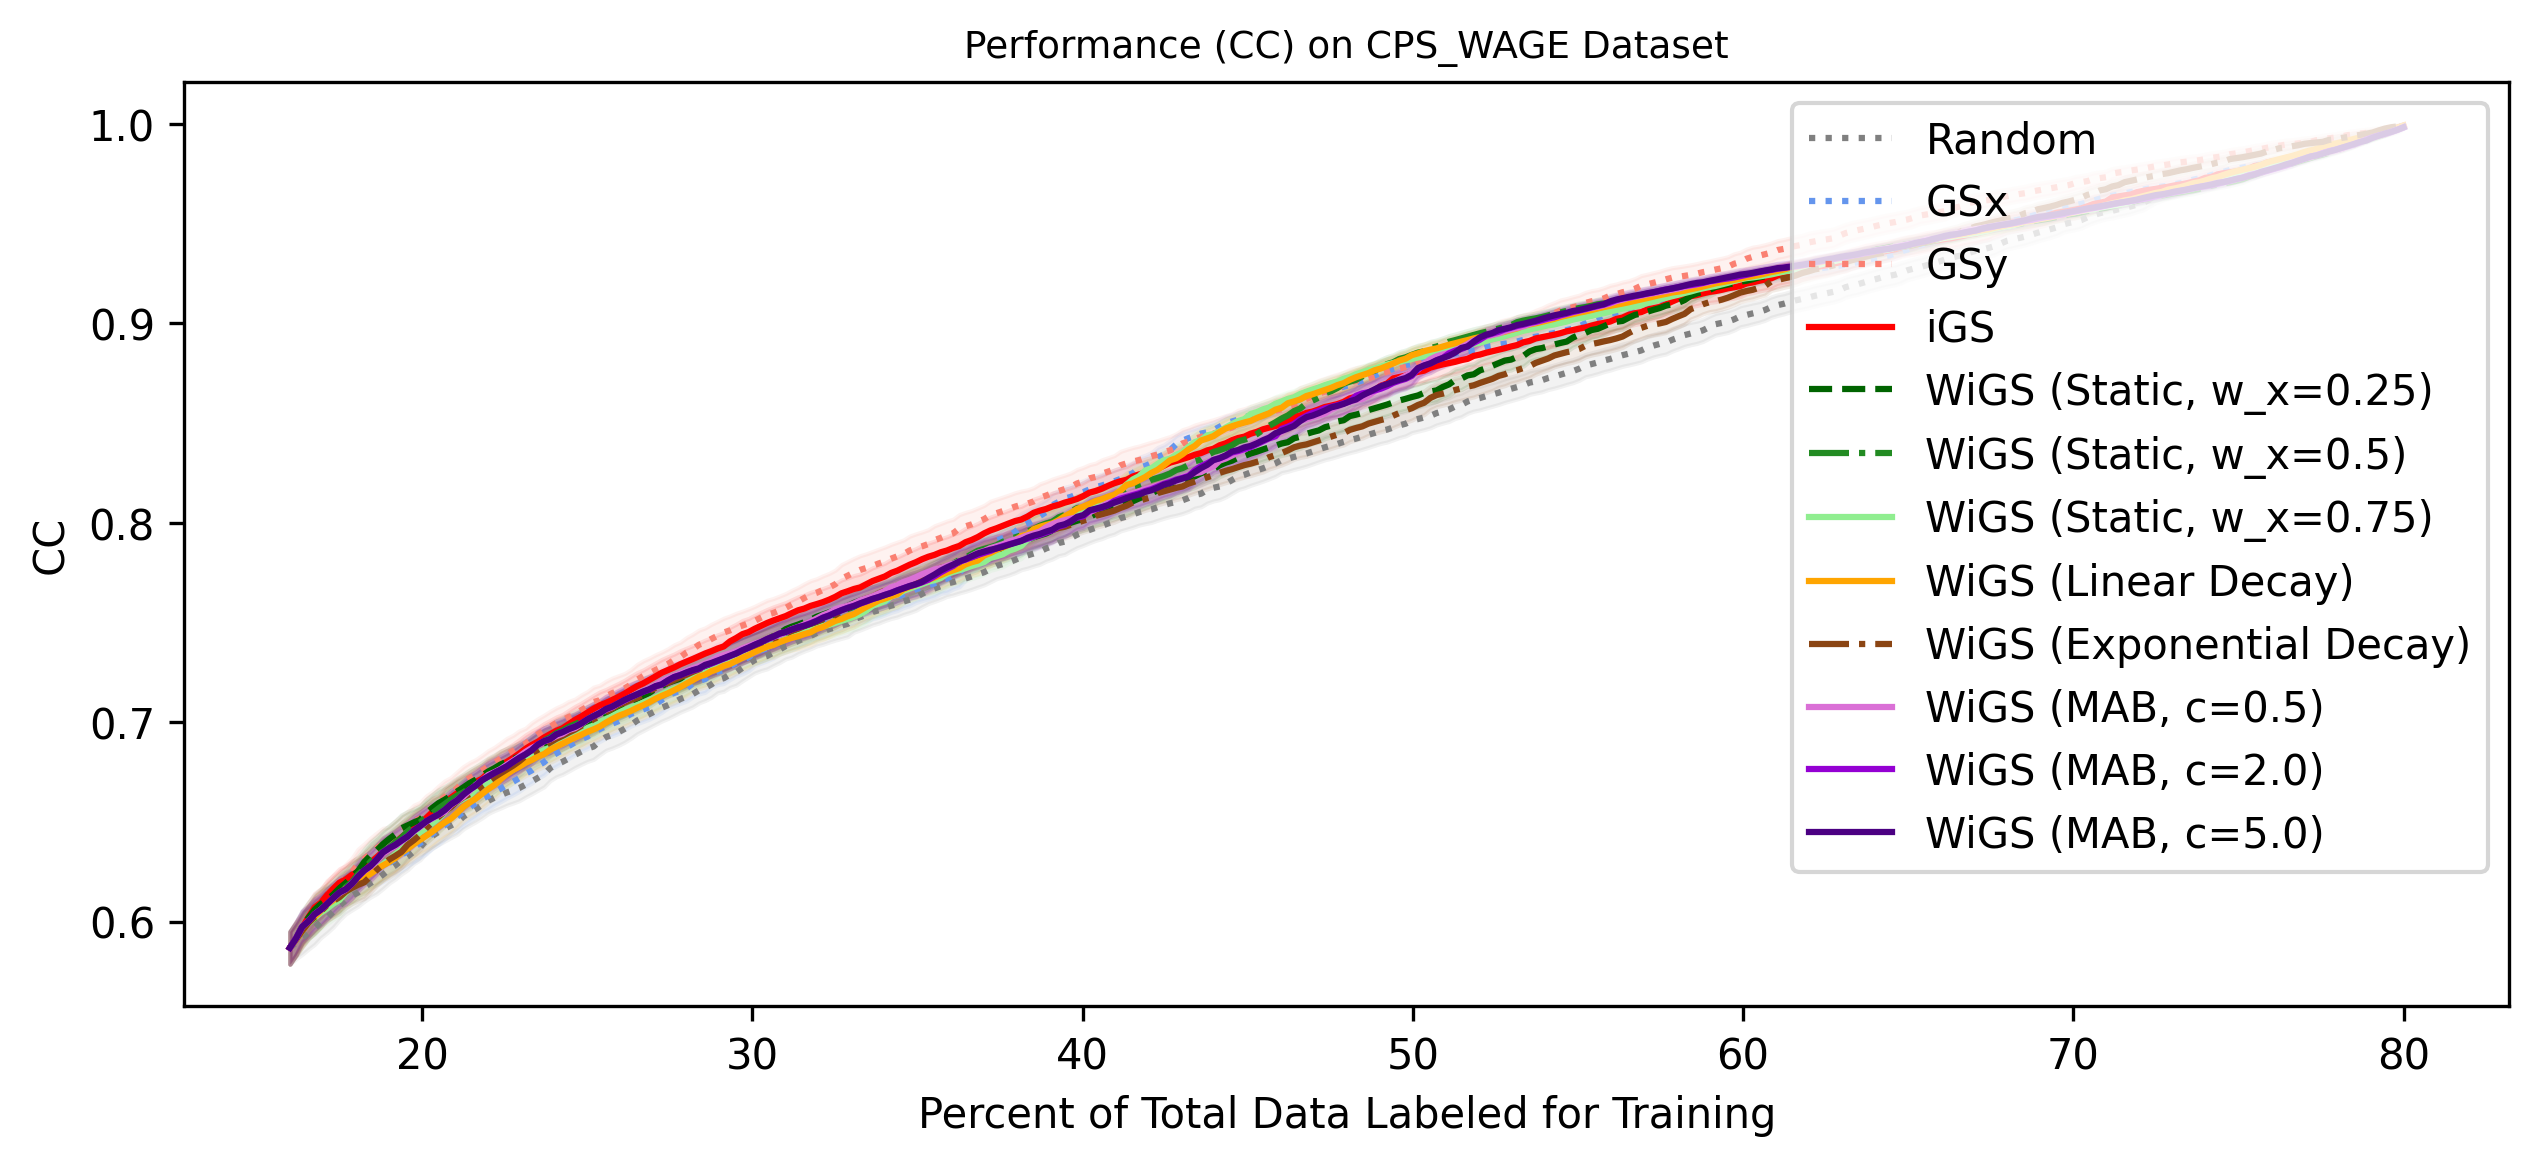 Performance (CC) on CPS_WAGE Dataset
1.0
0.9
0.8
0.7
0.6
CC
20 30 40 50 60 70 80
Percent of Total Data Labeled for Training
Random
GSx
GSy
iGS
WiGS (Static, w_x=0.25)
WiGS (Static, w_x=0.5)
WiGS (Static, w_x=0.75)
WiGS (Linear Decay)
WiGS (Exponential Decay)
WiGS (MAB, c=0.5)
WiGS (MAB, c=2.0)
WiGS (MAB, c=5.0)